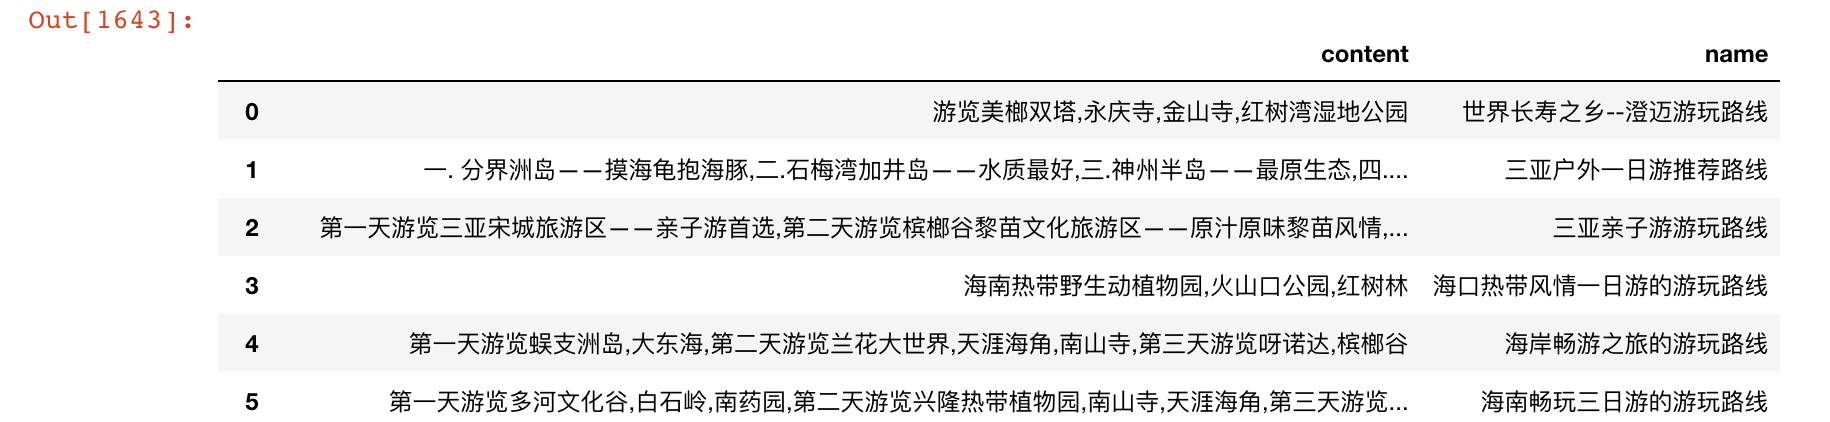 Out[1643]:
content name
0 游览美榔双塔,永庆寺,金山寺,红树湾湿地公园 世界长寿之乡--澄迈游玩路线
1 一. 分界洲岛——摸海龟抱海豚,二.石梅湾加井岛——水质最好,三.神州半岛——最原生态,四.... 三亚户外一日游推荐路线
2 第一天游览三亚宋城旅游区——亲子游首选,第二天游览槟榔谷黎苗文化旅游区——原汁原味黎苗风情,... 三亚亲子游游玩路线
3 海南热带野生动植物园,火山口公园,红树林 海口热带风情一日游的游玩路线
4 第一天游览蜈支洲岛,大东海,第二天游览兰花大世界,天涯海角,南山寺,第三天游览呀诺达,槟榔谷 海岸畅游之旅的游玩路线
5 第一天游览多河文化谷,白石岭,南药园,第二天游览兴隆热带植物园,南山寺,天涯海角,第三天游览... 海南畅玩三日游的游玩路线